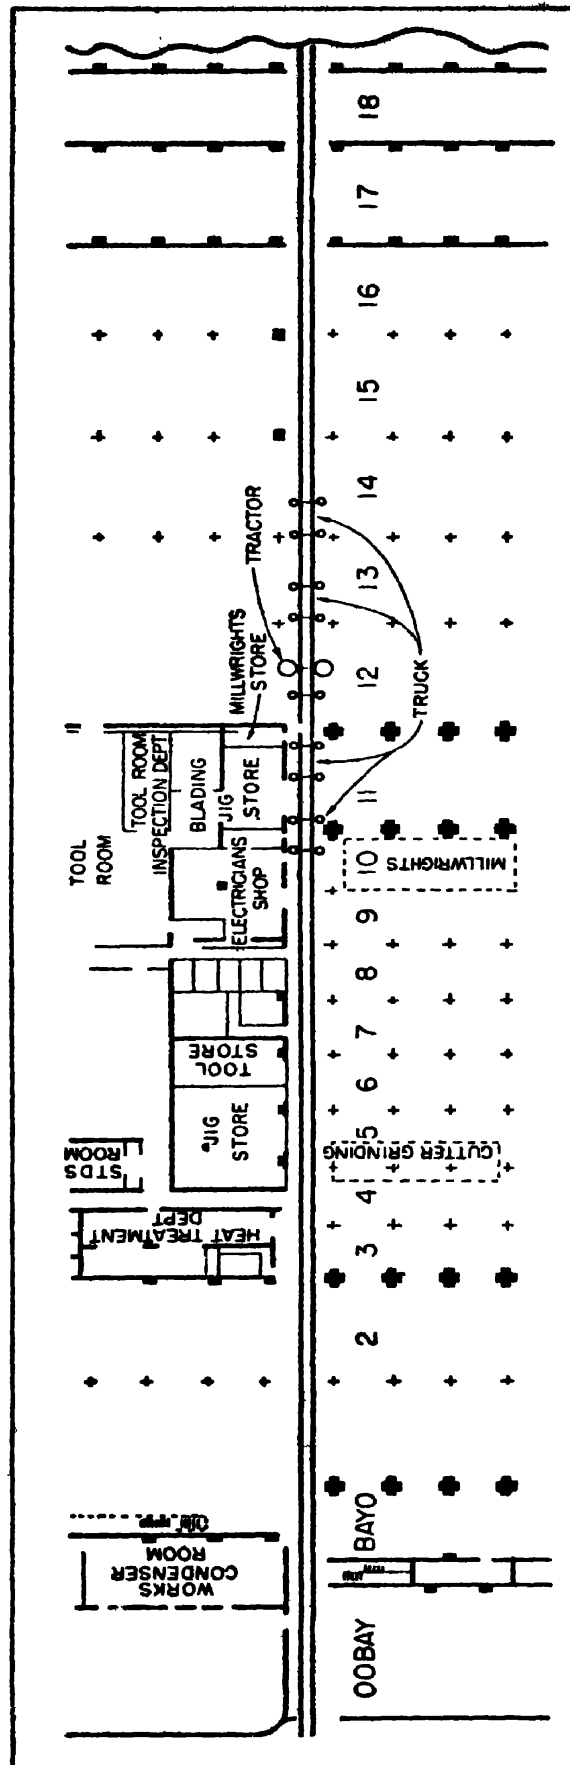 18
17
16
15
14
13
12
11
10
9
8
7
6
5
4
3
2
BAYO
OOBAY
TRACTOR
MILLWRIGHTS
STORE
TRUCK
TOOL
ROOM
TOOL ROOM
INSPECTION DEPT
BLADING
JIG
STORE
ELECTRICIANS
SHOP
MILLWRIGHTS
TOOL
STORE
JIG
STORE
CUTTER GRINDING
STDS
ROOM
HEAT TREATMENT
DEPT
WORKS
CONDENSER
ROOM